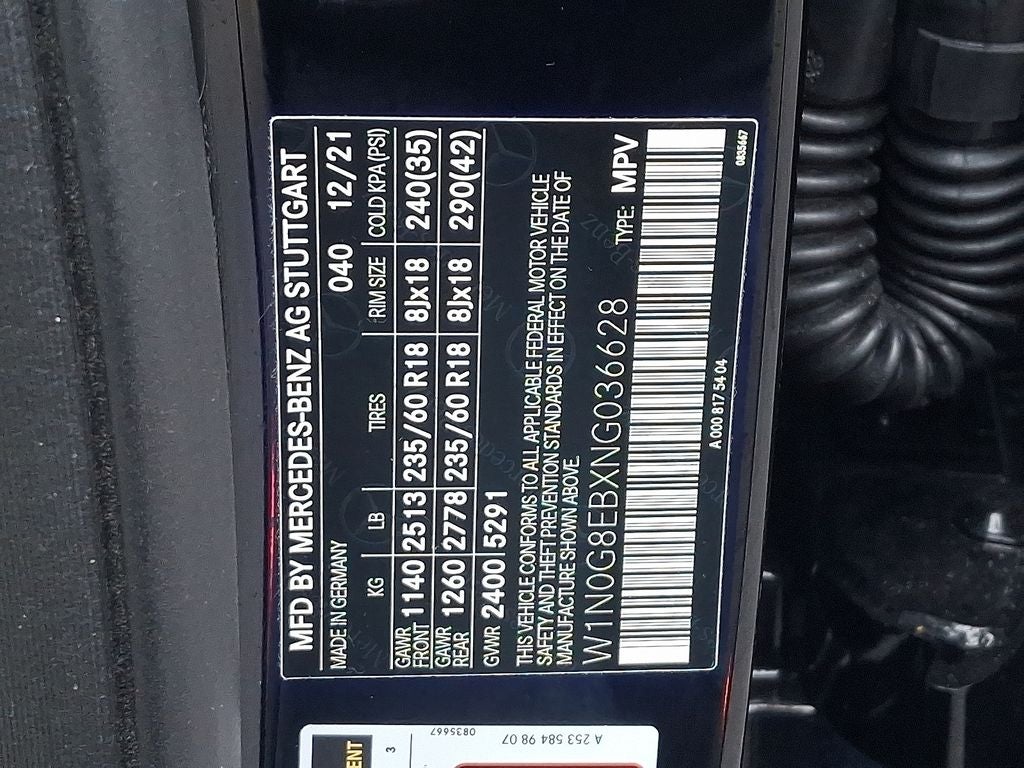 MFD BY MERCEDES-BENZ AG STUTTGART
MADE IN GERMANY 040 12/21
KG LB TIRES RIM SIZE COLD KPA (PSI)
GAWR FRONT 1140 2513 235/60 R18 8Jx18 240(35)
GAWR REAR 1260 2778 235/60 R18 8Jx18 290(42)
GVWR 2400 5291
THIS VEHICLE CONFORMS TO ALL APPLICABLE FEDERAL MOTOR VEHICLE
SAFETY AND THEFT PREVENTION STANDARDS IN EFFECT ON THE DATE OF
MANUFACTURE SHOWN ABOVE.
W1N0G8EBXNG036628 TYPE: MPV
A 000 817 54 04 0835667
A 253 584 98 07
0835667
3